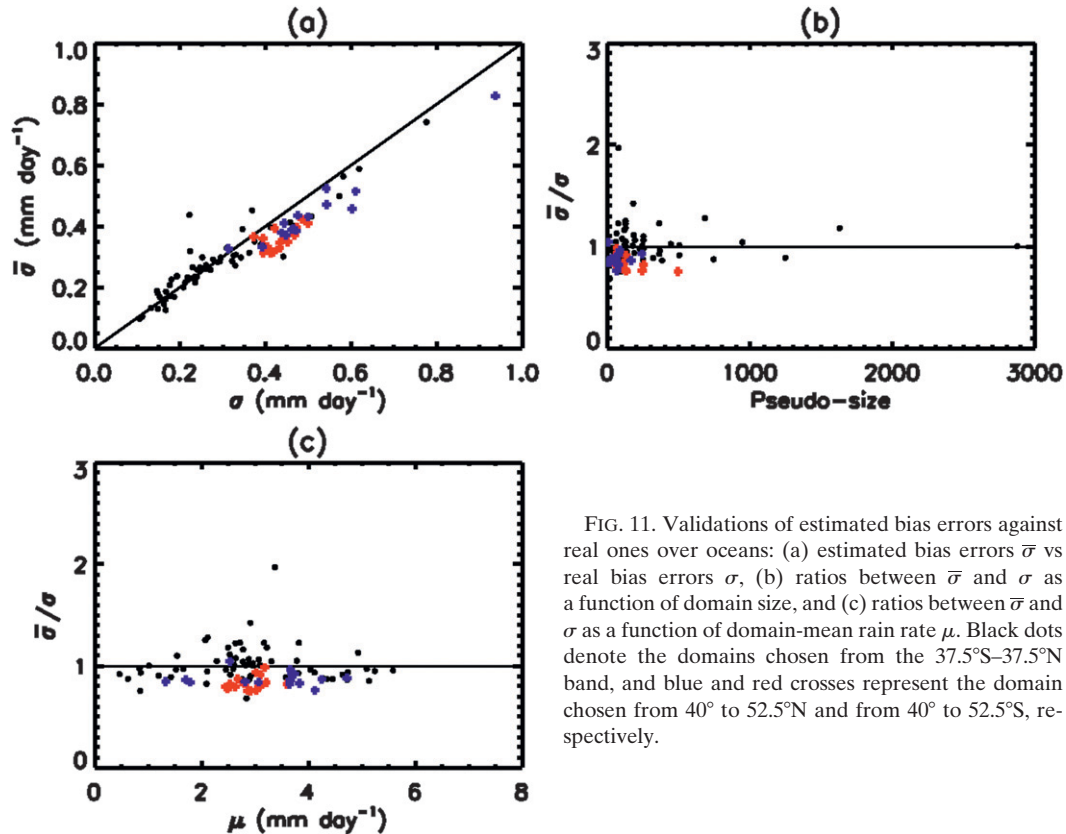 (a)
1.0
0.8
0.6
0.4
0.2
0.0
σ̅ (mm day⁻¹)
0.0 0.2 0.4 0.6 0.8 1.0
σ (mm day⁻¹)
(b)
3
2
1
0
σ̅/σ
0 1000 2000 3000
Pseudo-size
(c)
3
2
1
0
σ̅/σ
0 2 4 6 8
μ (mm day⁻¹)
FIG. 11. Validations of estimated bias errors against
real ones over oceans: (a) estimated bias errors σ̅ vs
real bias errors σ, (b) ratios between σ̅ and σ as
a function of domain size, and (c) ratios between σ̅ and
σ as a function of domain-mean rain rate μ. Black dots
denote the domains chosen from the 37.5°S–37.5°N
band, and blue and red crosses represent the domain
chosen from 40° to 52.5°N and from 40° to 52.5°S, re-
spectively.